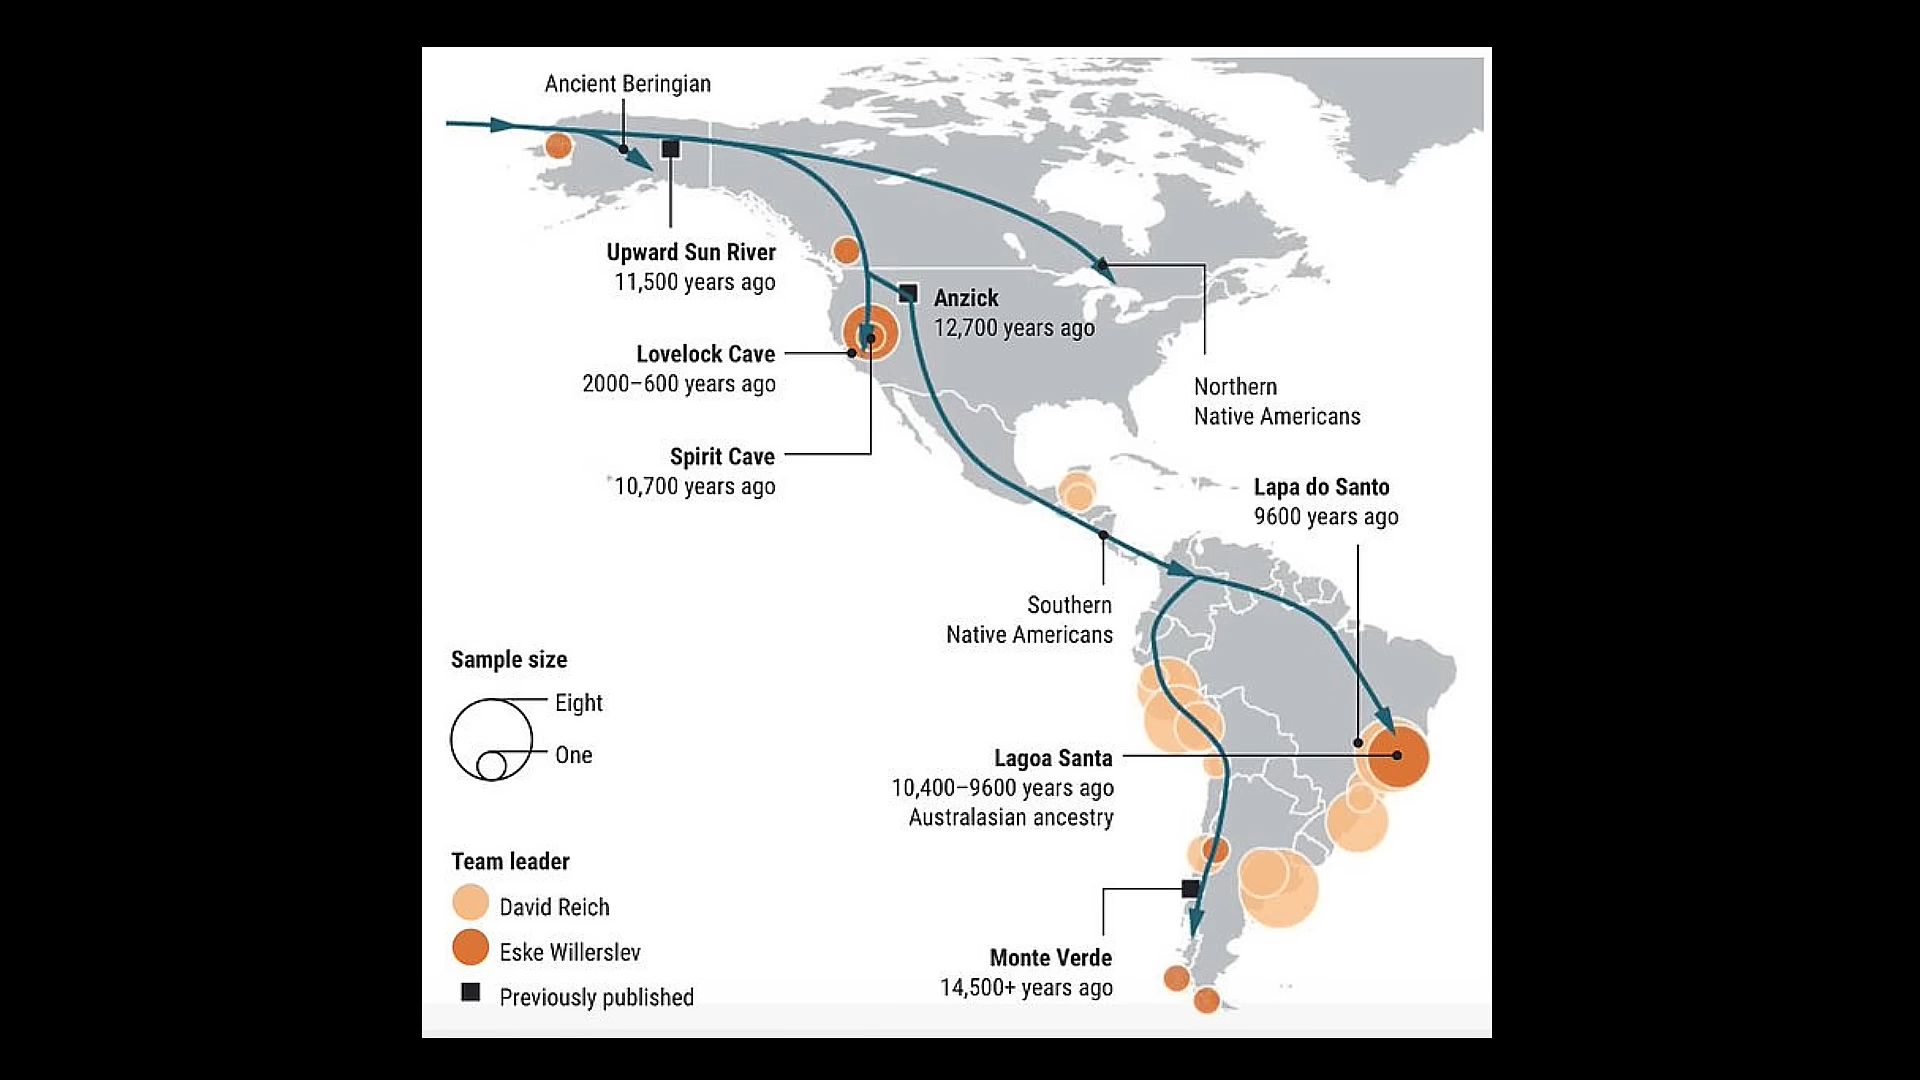 Ancient Beringian
Upward Sun River
11,500 years ago
Anzick
12,700 years ago
Lovelock Cave
2000–600 years ago
Northern
Native Americans
Spirit Cave
10,700 years ago
Lapa do Santo
9600 years ago
Southern
Native Americans
Sample size
Eight
One
Lagoa Santa
10,400–9600 years ago
Australasian ancestry
Team leader
David Reich
Eske Willerslev
Previously published
Monte Verde
14,500+ years ago